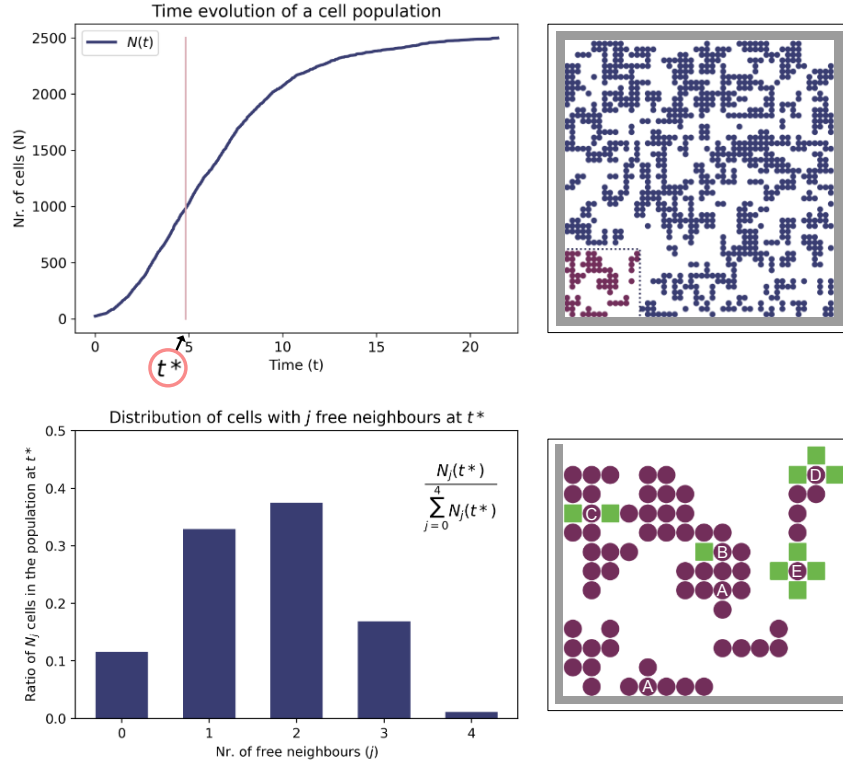 Time evolution of a cell population
N(t)
Nr. of cells (N)
2500
2000
1500
1000
500
0
0
5
10
15
20
Time (t)
t*
Distribution of cells with j free neighbours at t*
Ratio of N_j cells in the population at t*
0.5
0.4
0.3
0.2
0.1
0.0
N_j(t*)
4
∑ N_j(t*)
j=0
0
1
2
3
4
Nr. of free neighbours (j)
D
C
B
E
A
A